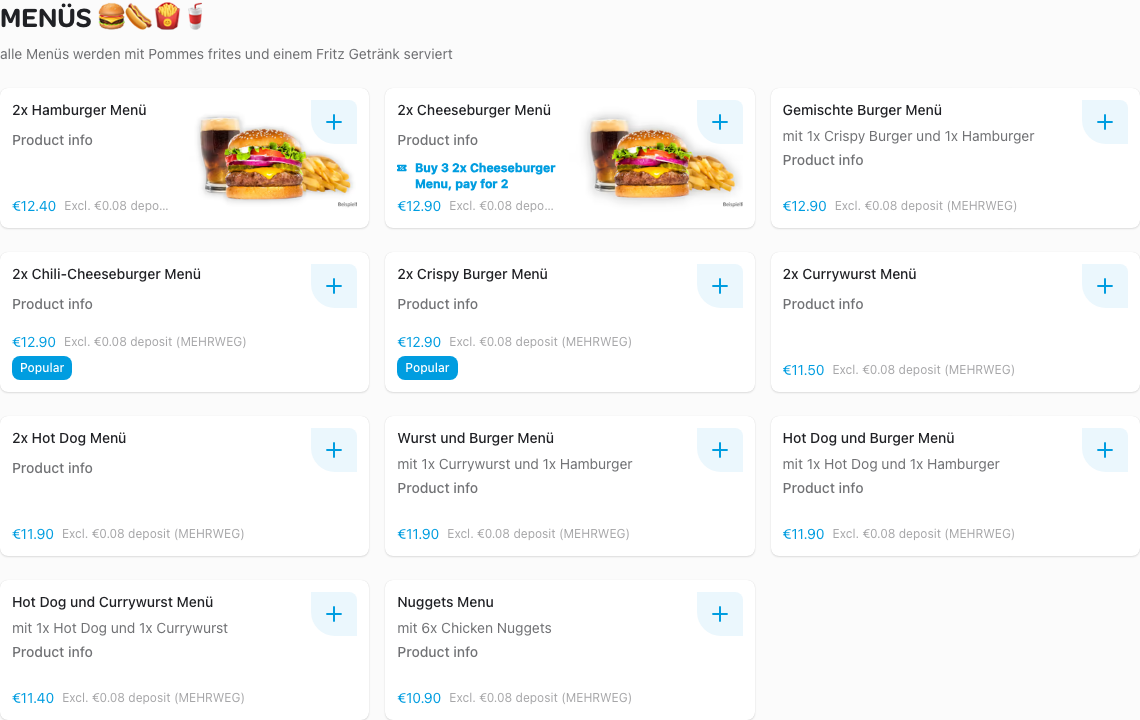 MENÜS 🍔🌭🍟🥤
alle Menüs werden mit Pommes frites und einem Fritz Getränk serviert
2x Hamburger Menü
Product info
€12.40 Excl. €0.08 depo...
Beispiel!
2x Cheeseburger Menü
Product info
Buy 3 2x Cheeseburger
Menu, pay for 2
€12.90 Excl. €0.08 depo...
Beispiel!
Gemischte Burger Menü
mit 1x Crispy Burger und 1x Hamburger
Product info
€12.90 Excl. €0.08 deposit (MEHRWEG)
2x Chili-Cheeseburger Menü
Product info
€12.90 Excl. €0.08 deposit (MEHRWEG)
Popular
2x Crispy Burger Menü
Product info
€12.90 Excl. €0.08 deposit (MEHRWEG)
Popular
2x Currywurst Menü
Product info
€11.50 Excl. €0.08 deposit (MEHRWEG)
2x Hot Dog Menü
Product info
€11.90 Excl. €0.08 deposit (MEHRWEG)
Wurst und Burger Menü
mit 1x Currywurst und 1x Hamburger
Product info
€11.90 Excl. €0.08 deposit (MEHRWEG)
Hot Dog und Burger Menü
mit 1x Hot Dog und 1x Hamburger
Product info
€11.90 Excl. €0.08 deposit (MEHRWEG)
Hot Dog und Currywurst Menü
mit 1x Hot Dog und 1x Currywurst
Product info
€11.40 Excl. €0.08 deposit (MEHRWEG)
Nuggets Menu
mit 6x Chicken Nuggets
Product info
€10.90 Excl. €0.08 deposit (MEHRWEG)